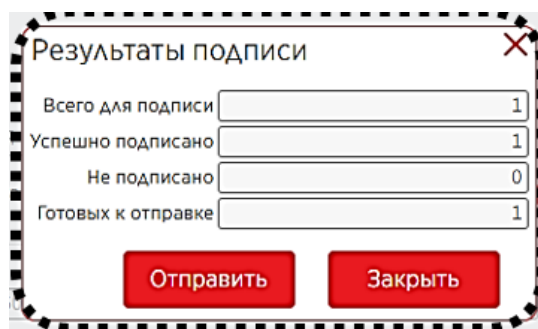 Результаты подписи
Всего для подписи 1
Успешно подписано 1
Не подписано 0
Готовых к отправке 1
Отправить Закрыть